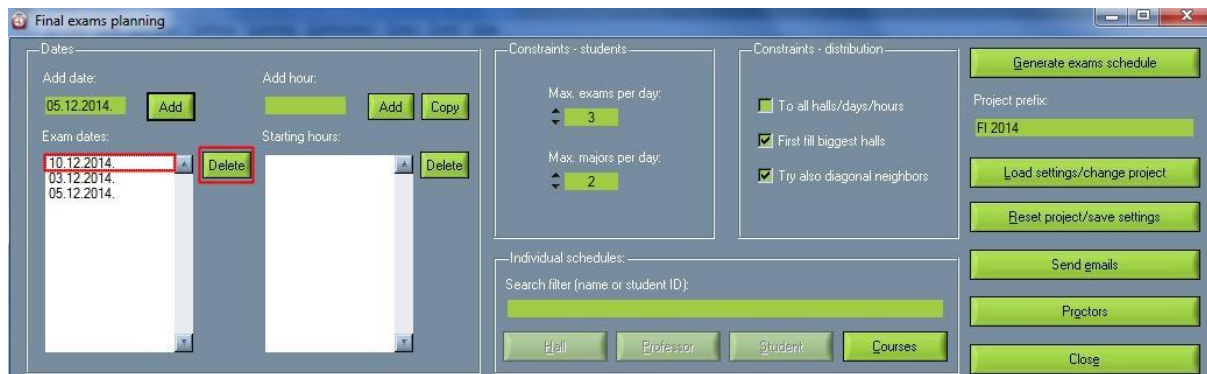 Final exams planning
Dates
Add date:
Add hour:
05.12.2014.
Add
Add
Copy
Exam dates:
Starting hours:
10.12.2014.
03.12.2014.
05.12.2014.
Delete
Delete
Constraints - students
Max. exams per day:
3
Max. majors per day:
2
Constraints - distribution
To all halls/days/hours
First fill biggest halls
Try also diagonal neighbors
Individual schedules:
Search filter (name or student ID):
Hall
Professor
Student
Courses
Generate exams schedule
Project prefix:
FI 2014
Load settings/change project
Reset project/save settings
Send emails
Proctors
Close